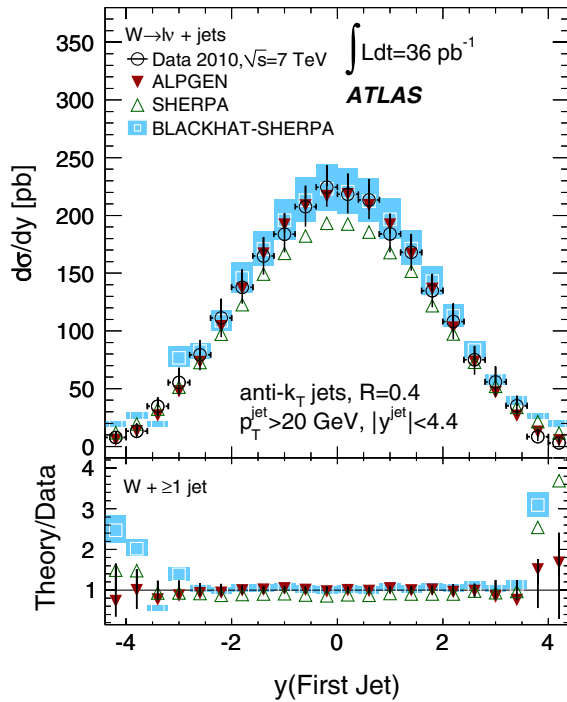 W→lν + jets
Data 2010,√s=7 TeV
ALPGEN
SHERPA
BLACKHAT-SHERPA
∫Ldt=36 pb⁻¹
ATLAS
dσ/dy [pb]
350
300
250
200
150
100
50
0
anti-k_T jets, R=0.4
p_T^jet>20 GeV, |y^jet|<4.4
Theory/Data
W + ≥1 jet
4
3
2
1
-4
-2
0
2
4
y(First Jet)